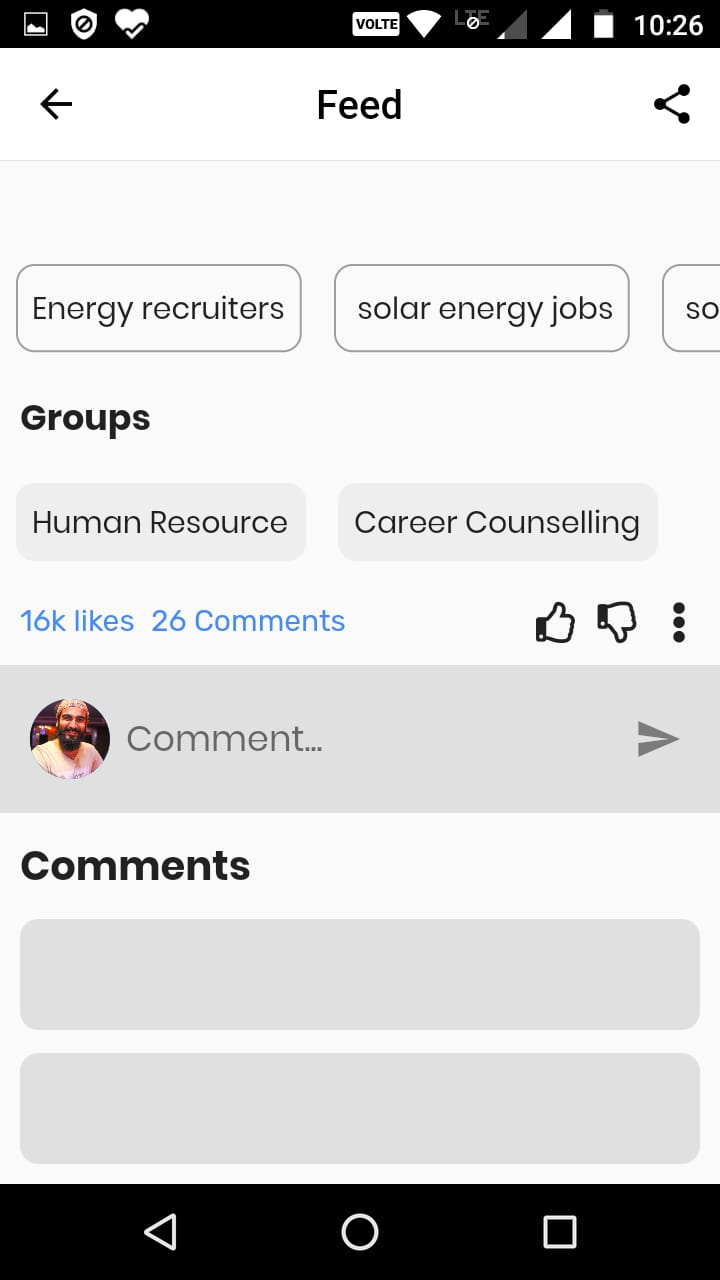 VOLTE LTE 10:26
Feed
Energy recruiters solar energy jobs so
Groups
Human Resource Career Counselling
16k likes 26 Comments
Comment...
Comments